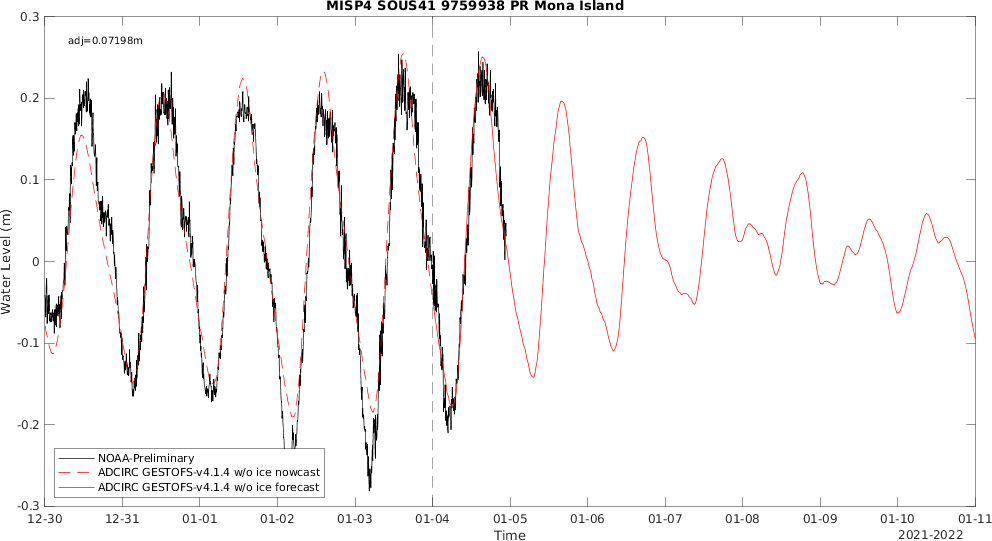 MISP4 SOUS41 9759938 PR Mona Island
adj=0.07198m
Water Level (m)
0.3
0.2
0.1
0
-0.1
-0.2
-0.3
NOAA-Preliminary
ADCIRC GESTOFS-v4.1.4 w/o ice nowcast
ADCIRC GESTOFS-v4.1.4 w/o ice forecast
12-30 12-31 01-01 01-02 01-03 01-04 01-05 01-06 01-07 01-08 01-09 01-10 01-11
Time
2021-2022